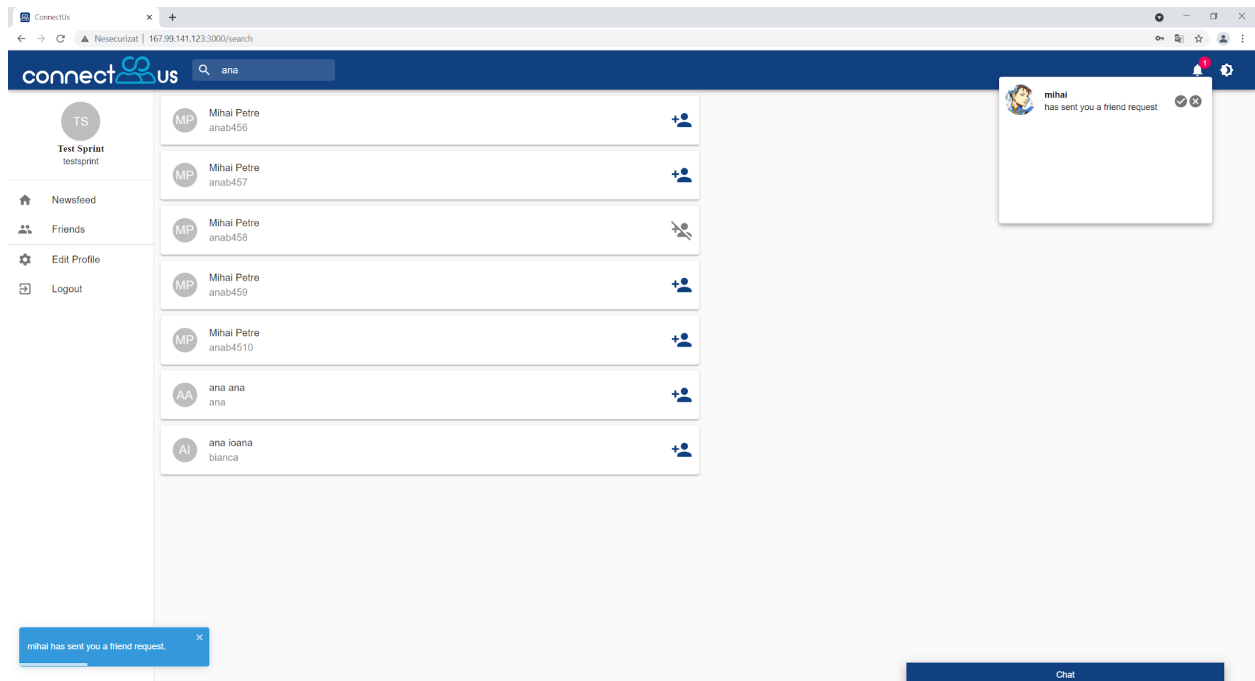 ConnectUs
Nesecurizat | 167.99.141.123:3000/search
connect us
ana
1
TS
Test Sprint
testsprint
Newsfeed
Friends
Edit Profile
Logout
MP
Mihai Petre
anab456
MP
Mihai Petre
anab457
MP
Mihai Petre
anab458
MP
Mihai Petre
anab459
MP
Mihai Petre
anab4510
AA
ana ana
ana
AI
ana ioana
bianca
mihai
has sent you a friend request
mihai has sent you a friend request.
Chat